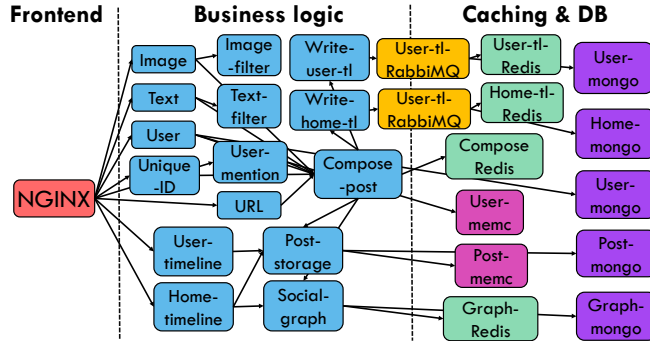 Frontend
Business logic
Caching & DB
Image
Image
-filter
Write-
user-tl
User-tl-
RabbiMQ
User-tl-
Redis
User-
mongo
Text
Text-
filter
Write-
home-tl
User-tl-
RabbiMQ
Home-tl-
Redis
Home-
mongo
User
Unique
-ID
User-
mention
Compose
-post
Compose
Redis
User-
mongo
NGINX
URL
User-
memc
User-
timeline
Post-
storage
Post-
memc
Post-
mongo
Home-
timeline
Social-
graph
Graph-
Redis
Graph-
mongo